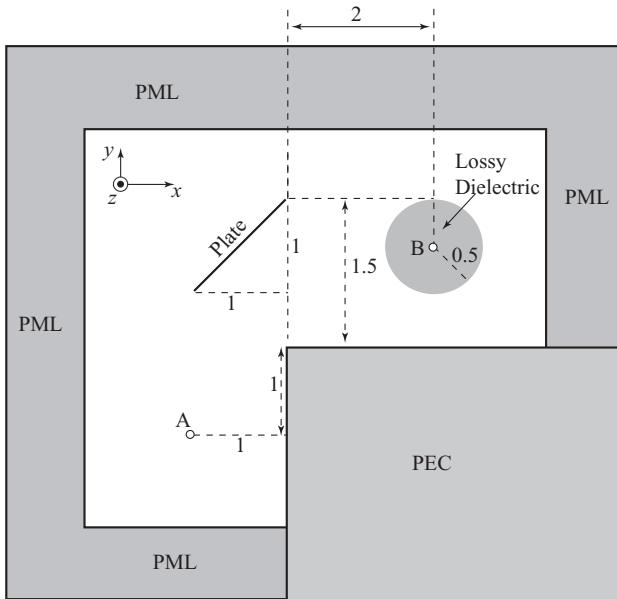 2
PML
y
x
z
Lossy
Dielectric
PML
Plate
1
1.5
B
0.5
1
PML
1
A
1
PEC
PML